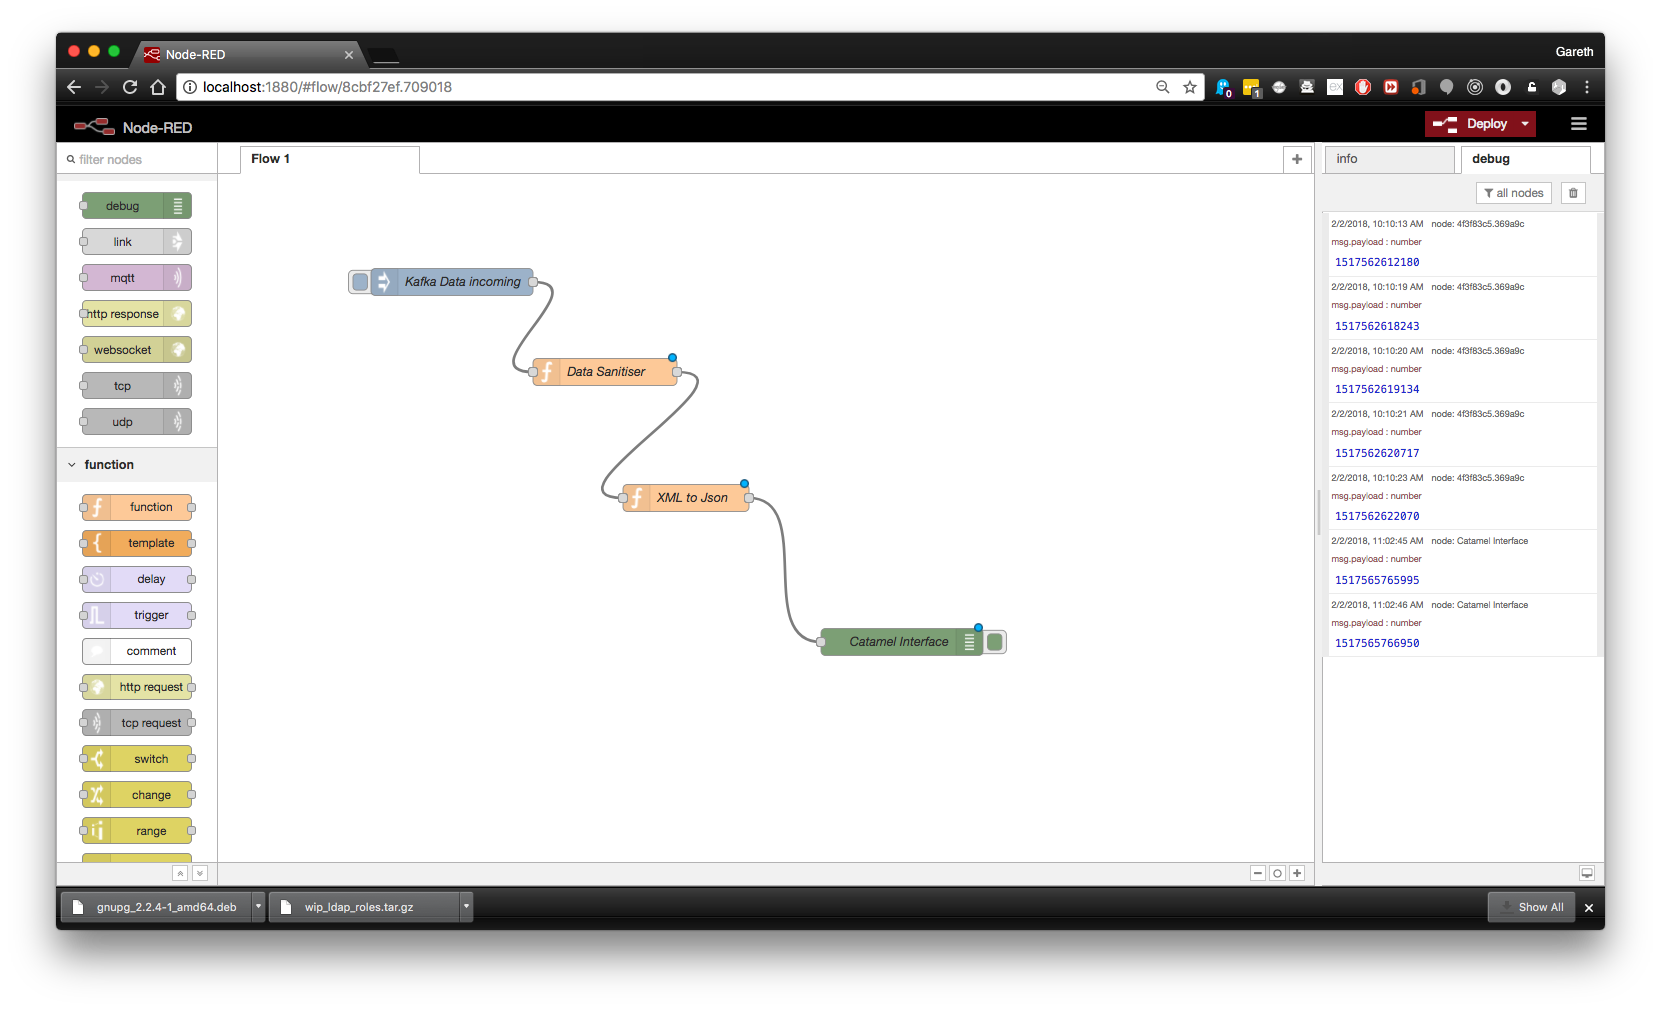 Node-RED
Gareth
localhost:1880/#flow/8cbf27ef.709018
0
1
ex
Node-RED
Deploy
filter nodes
Flow 1
info
debug
all nodes
debug
link
mqtt
http response
websocket
tcp
udp
function
function
template
delay
trigger
comment
http request
tcp request
switch
change
range
Kafka Data incoming
Data Sanitiser
XML to Json
Catamel Interface
2/2/2018, 10:10:13 AM node: 4f3f83c5.369a9c
msg.payload : number
1517562612180
2/2/2018, 10:10:19 AM node: 4f3f83c5.369a9c
msg.payload : number
1517562618243
2/2/2018, 10:10:20 AM node: 4f3f83c5.369a9c
msg.payload : number
1517562619134
2/2/2018, 10:10:21 AM node: 4f3f83c5.369a9c
msg.payload : number
1517562620717
2/2/2018, 10:10:23 AM node: 4f3f83c5.369a9c
msg.payload : number
1517562622070
2/2/2018, 11:02:45 AM node: Catamel Interface
msg.payload : number
1517565765995
2/2/2018, 11:02:46 AM node: Catamel Interface
msg.payload : number
1517565766950
gnupg_2.2.4-1_amd64.deb
wip_ldap_roles.tar.gz
Show All